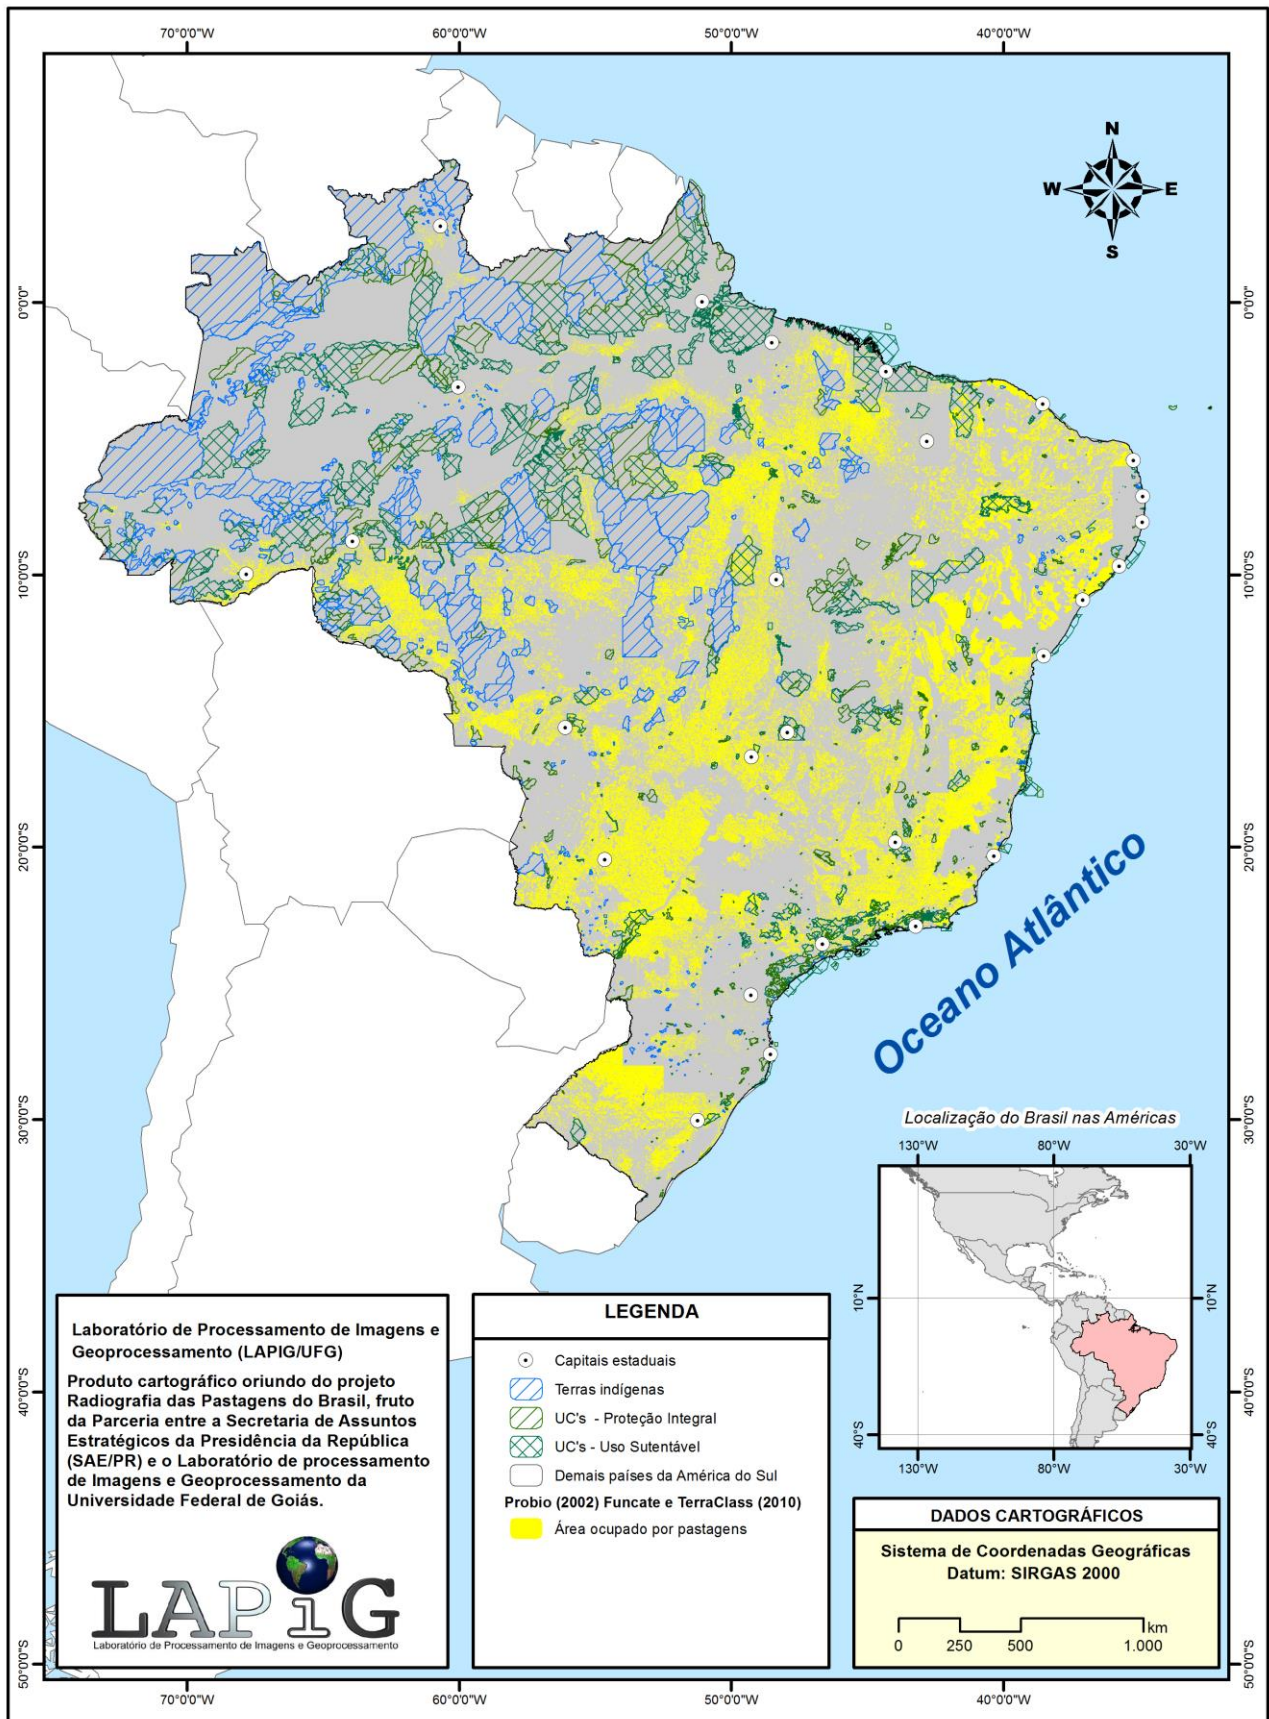 70°0'0"W 60°0'0"W 50°0'0"W 40°0'0"W
N
W E
S
0°0'0" 0°0'0"
10°0'0"S 10°0'0"S
20°0'0"S 20°0'0"S
Oceano Atlântico
30°0'0"S 30°0'0"S
Localização do Brasil nas Américas
130°W 80°W 30°W
10°N 10°N
40°S 40°S
130°W 80°W 30°W
Laboratório de Processamento de Imagens e
Geoprocessamento (LAPIG/UFG)
Produto cartográfico oriundo do projeto
Radiografia das Pastagens do Brasil, fruto
da Parceria entre a Secretaria de Assuntos
Estratégicos da Presidência da República
(SAE/PR) e o Laboratório de processamento
de Imagens e Geoprocessamento da
Universidade Federal de Goiás.
LAPiG
Laboratório de Processamento de Imagens e Geoprocessamento
LEGENDA
Capitais estaduais
Terras indígenas
UC's - Proteção Integral
UC's - Uso Sutentável
Demais países da América do Sul
Probio (2002) Funcate e TerraClass (2010)
Área ocupado por pastagens
DADOS CARTOGRÁFICOS
Sistema de Coordenadas Geográficas
Datum: SIRGAS 2000
km
0 250 500 1.000
40°0'0"S 40°0'0"S
50°0'0"S 50°0'0"S
70°0'0"W 60°0'0"W 50°0'0"W 40°0'0"W